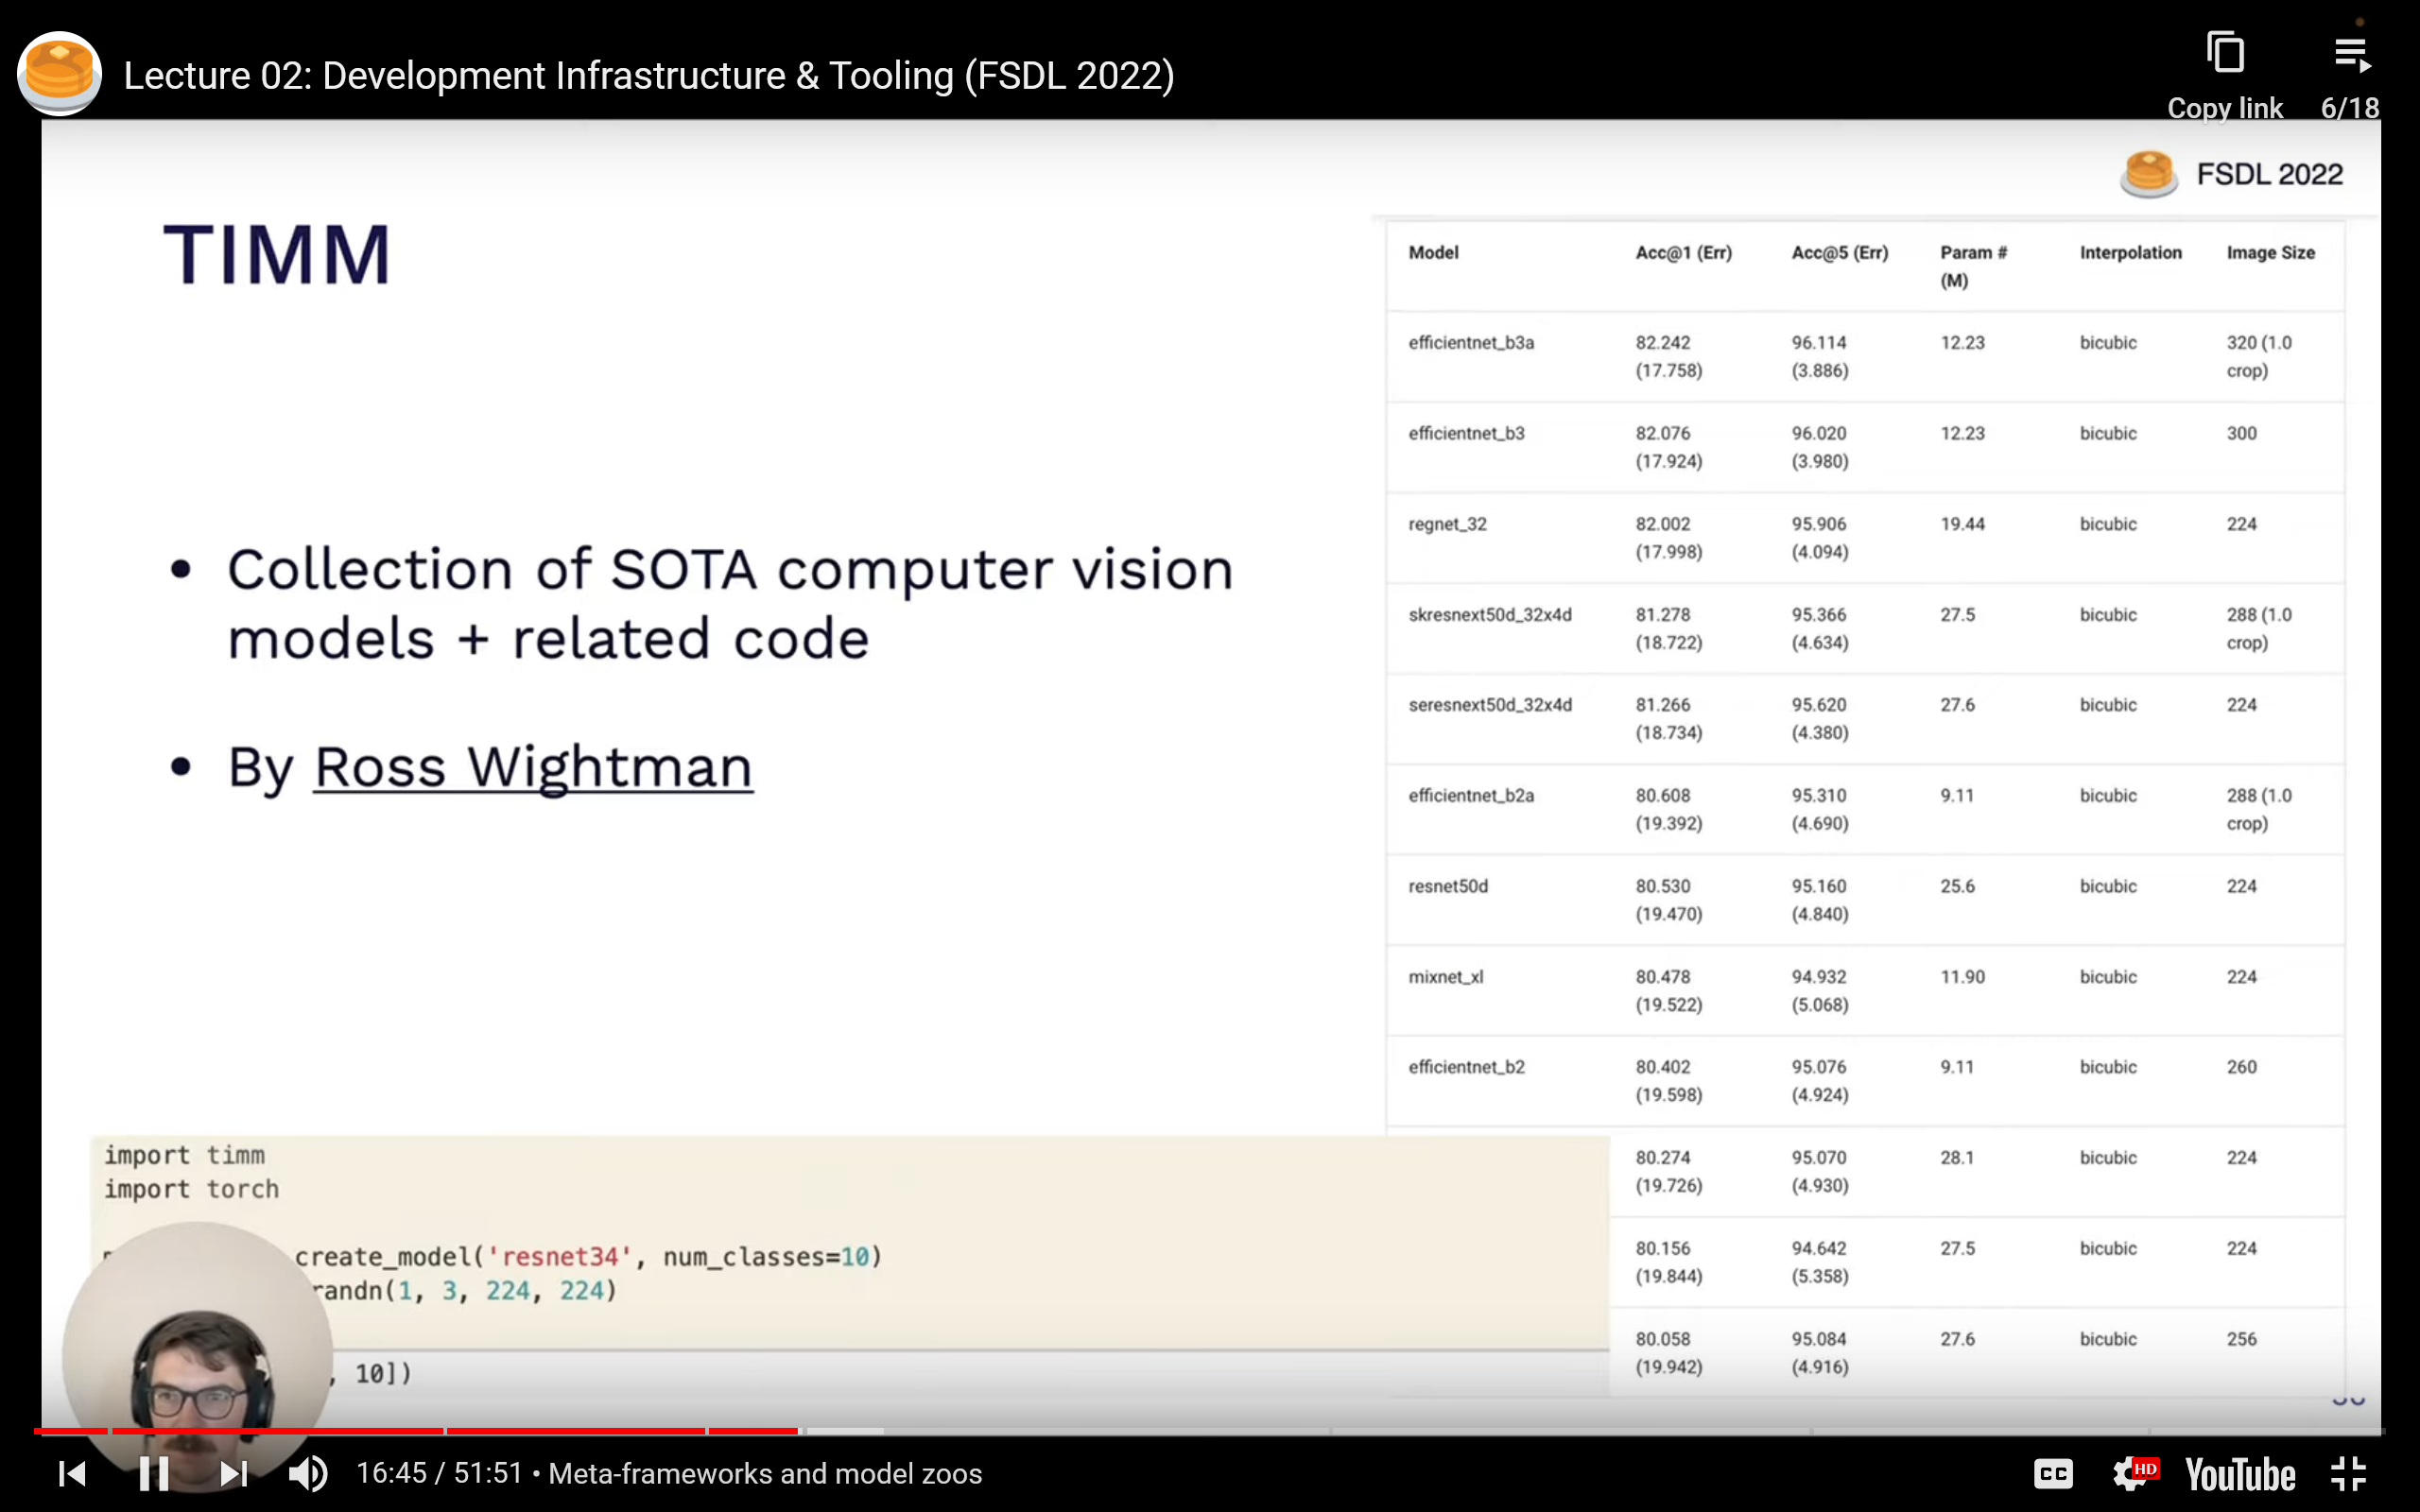 Lecture 02: Development Infrastructure & Tooling (FSDL 2022)
Copy link
6/18
FSDL 2022
TIMM
• Collection of SOTA computer vision
models + related code
• By Ross Wightman
Model Acc@1 (Err) Acc@5 (Err) Param # (M) Interpolation Image Size
efficientnet_b3a 82.242 (17.758) 96.114 (3.886) 12.23 bicubic 320 (1.0 crop)
efficientnet_b3 82.076 (17.924) 96.020 (3.980) 12.23 bicubic 300
regnet_32 82.002 (17.998) 95.906 (4.094) 19.44 bicubic 224
skresnext50d_32x4d 81.278 (18.722) 95.366 (4.634) 27.5 bicubic 288 (1.0 crop)
seresnext50d_32x4d 81.266 (18.734) 95.620 (4.380) 27.6 bicubic 224
efficientnet_b2a 80.608 (19.392) 95.310 (4.690) 9.11 bicubic 288 (1.0 crop)
resnet50d 80.530 (19.470) 95.160 (4.840) 25.6 bicubic 224
mixnet_xl 80.478 (19.522) 94.932 (5.068) 11.90 bicubic 224
efficientnet_b2 80.402 (19.598) 95.076 (4.924) 9.11 bicubic 260
80.274 (19.726) 95.070 (4.930) 28.1 bicubic 224
80.156 (19.844) 94.642 (5.358) 27.5 bicubic 224
80.058 (19.942) 95.084 (4.916) 27.6 bicubic 256
import timm
import torch
create_model('resnet34', num_classes=10)
randn(1, 3, 224, 224)
, 10])
16:45 / 51:51 • Meta-frameworks and model zoos
CC
HD
YouTube